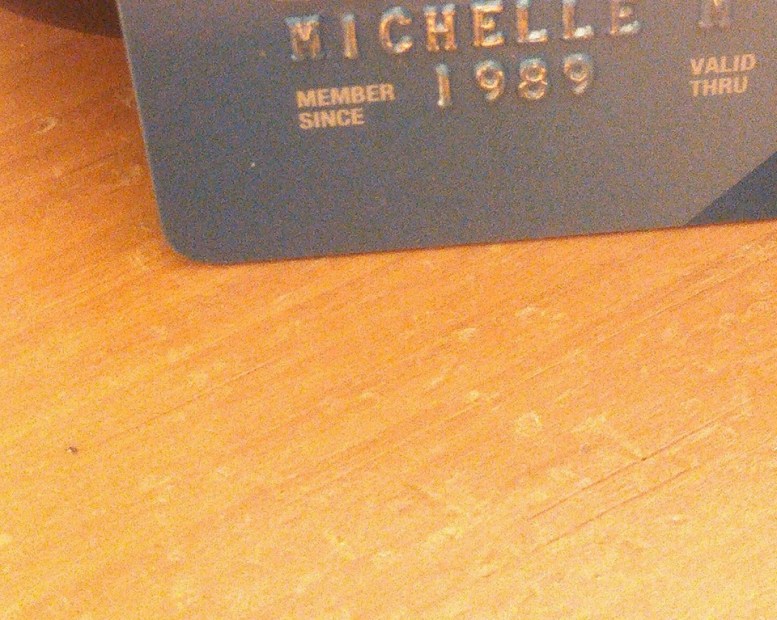 MICHELLE M
MEMBER SINCE 1989 VALID THRU